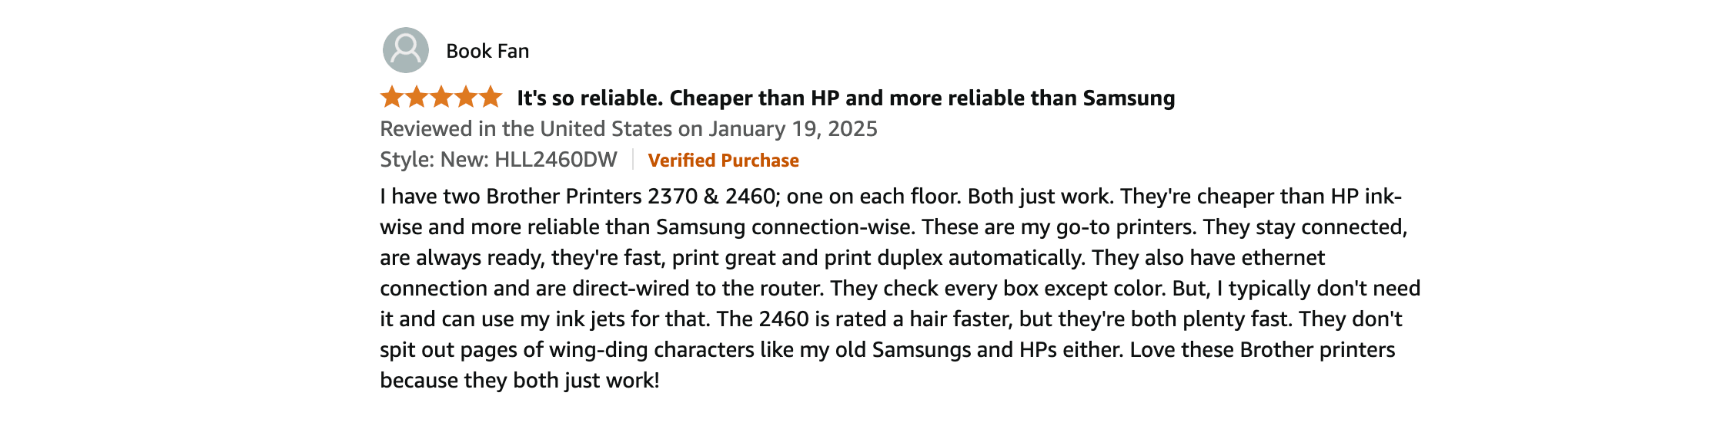 Book Fan
It's so reliable. Cheaper than HP and more reliable than Samsung
Reviewed in the United States on January 19, 2025
Style: New: HLL2460DW | Verified Purchase
I have two Brother Printers 2370 & 2460; one on each floor. Both just work. They're cheaper than HP ink-
wise and more reliable than Samsung connection-wise. These are my go-to printers. They stay connected,
are always ready, they're fast, print great and print duplex automatically. They also have ethernet
connection and are direct-wired to the router. They check every box except color. But, I typically don't need
it and can use my ink jets for that. The 2460 is rated a hair faster, but they're both plenty fast. They don't
spit out pages of wing-ding characters like my old Samsungs and HPs either. Love these Brother printers
because they both just work!